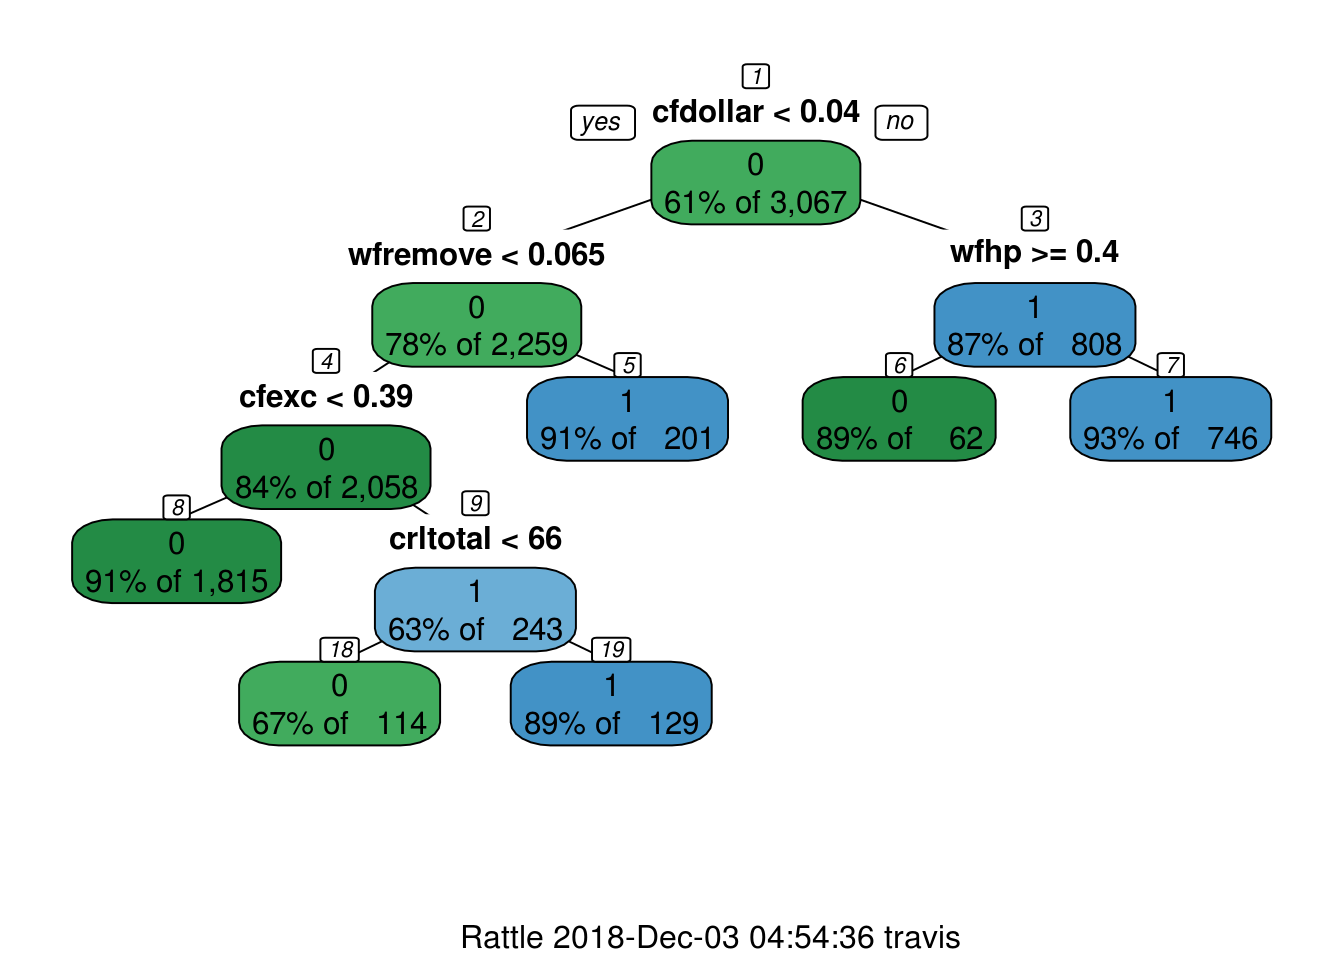 1
yes cfdollar < 0.04 no
0
61% of 3,067
2
wfremove < 0.065
0
78% of 2,259
3
wfhp >= 0.4
1
87% of 808
4
cfexc < 0.39
0
84% of 2,058
5
1
91% of 201
6
0
89% of 62
7
1
93% of 746
8
0
91% of 1,815
9
crltotal < 66
1
63% of 243
18
0
67% of 114
19
1
89% of 129
Rattle 2018-Dec-03 04:54:36 travis